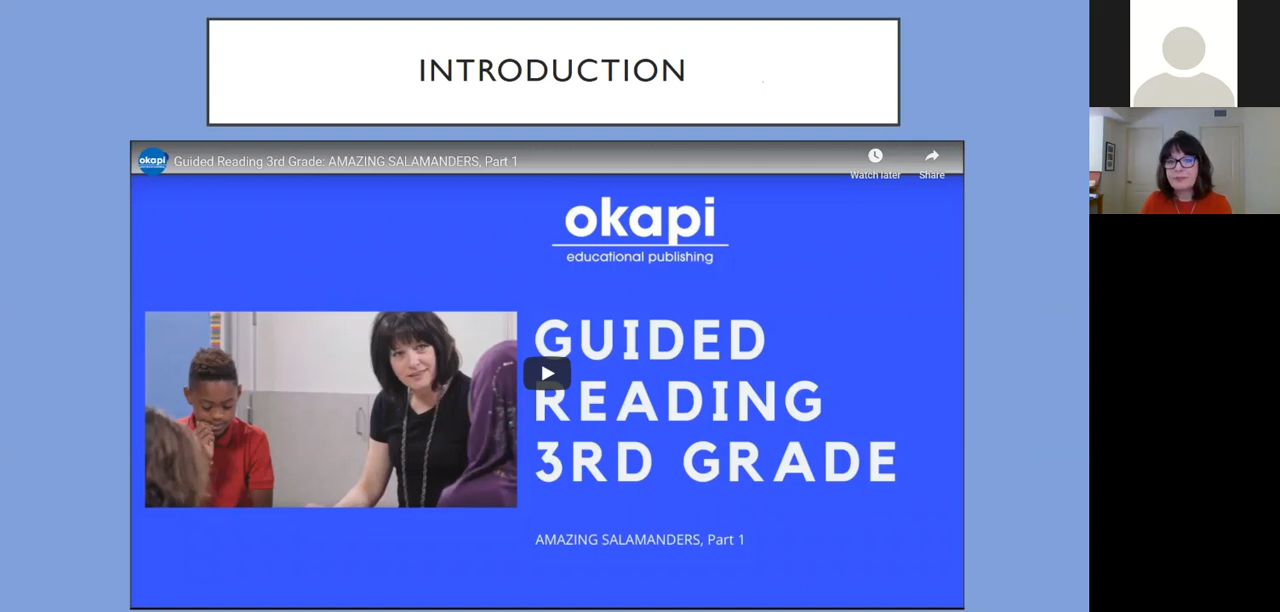 INTRODUCTION
okapi
Guided Reading 3rd Grade: AMAZING SALAMANDERS, Part 1
Watch later
Share
okapi
educational publishing
GUIDED
READING
3RD GRADE
AMAZING SALAMANDERS, Part 1